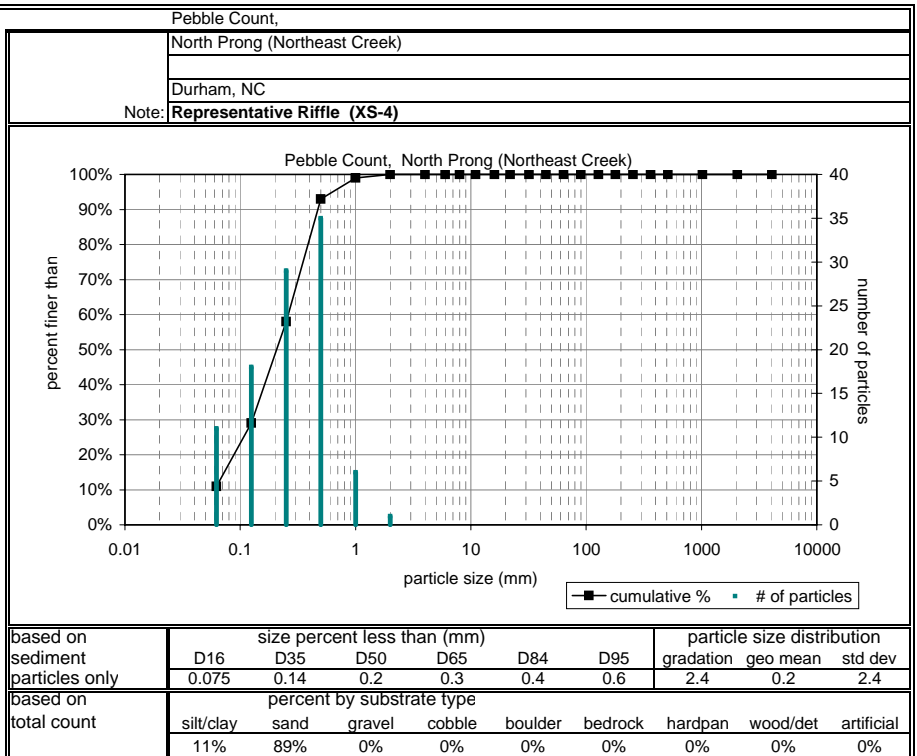 Pebble Count,
North Prong (Northeast Creek)
Durham, NC
Note: Representative Riffle (XS-4)
Pebble Count, North Prong (Northeast Creek)
100%
90%
80%
70%
60%
50%
40%
30%
20%
10%
0%
percent finer than
40
35
30
25
20
15
10
5
0
number of particles
0.01 0.1 1 10 100 1000 10000
particle size (mm)
cumulative % # of particles
based on size percent less than (mm) particle size distribution
sediment D16 D35 D50 D65 D84 D95 gradation geo mean std dev
particles only 0.075 0.14 0.2 0.3 0.4 0.6 2.4 0.2 2.4
based on percent by substrate type
total count silt/clay sand gravel cobble boulder bedrock hardpan wood/det artificial
11% 89% 0% 0% 0% 0% 0% 0% 0%